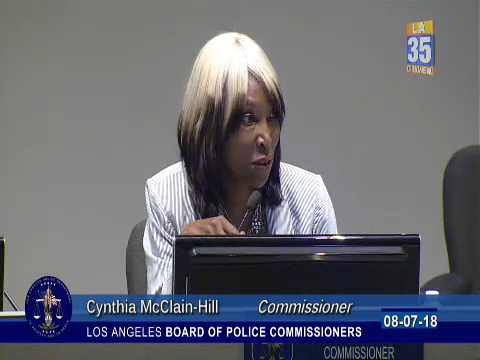 LA
35
Cynthia McClain-Hill Commissioner
08-07-18
LOS ANGELES BOARD OF POLICE COMMISSIONERS
COMMISSIONER